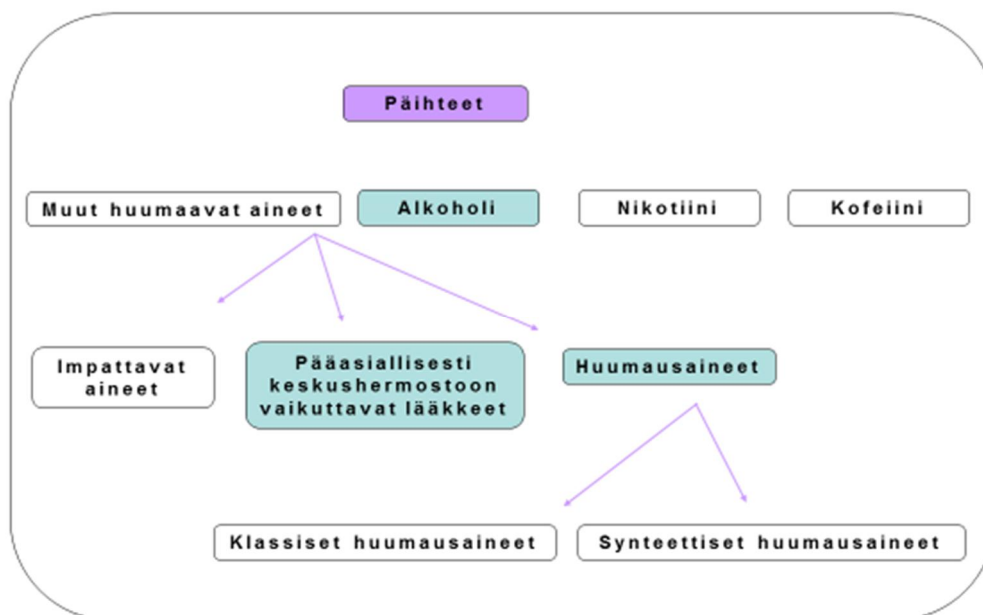 Päihteet
Muut huumaavat aineet
Alkoholi
Nikotiini
Kofeiini
Impattavat
aineet
Pääasiallisesti
keskushermostoon
vaikuttavat lääkkeet
Huumausaineet
Klassiset huumausaineet
Synteettiset huumausaineet